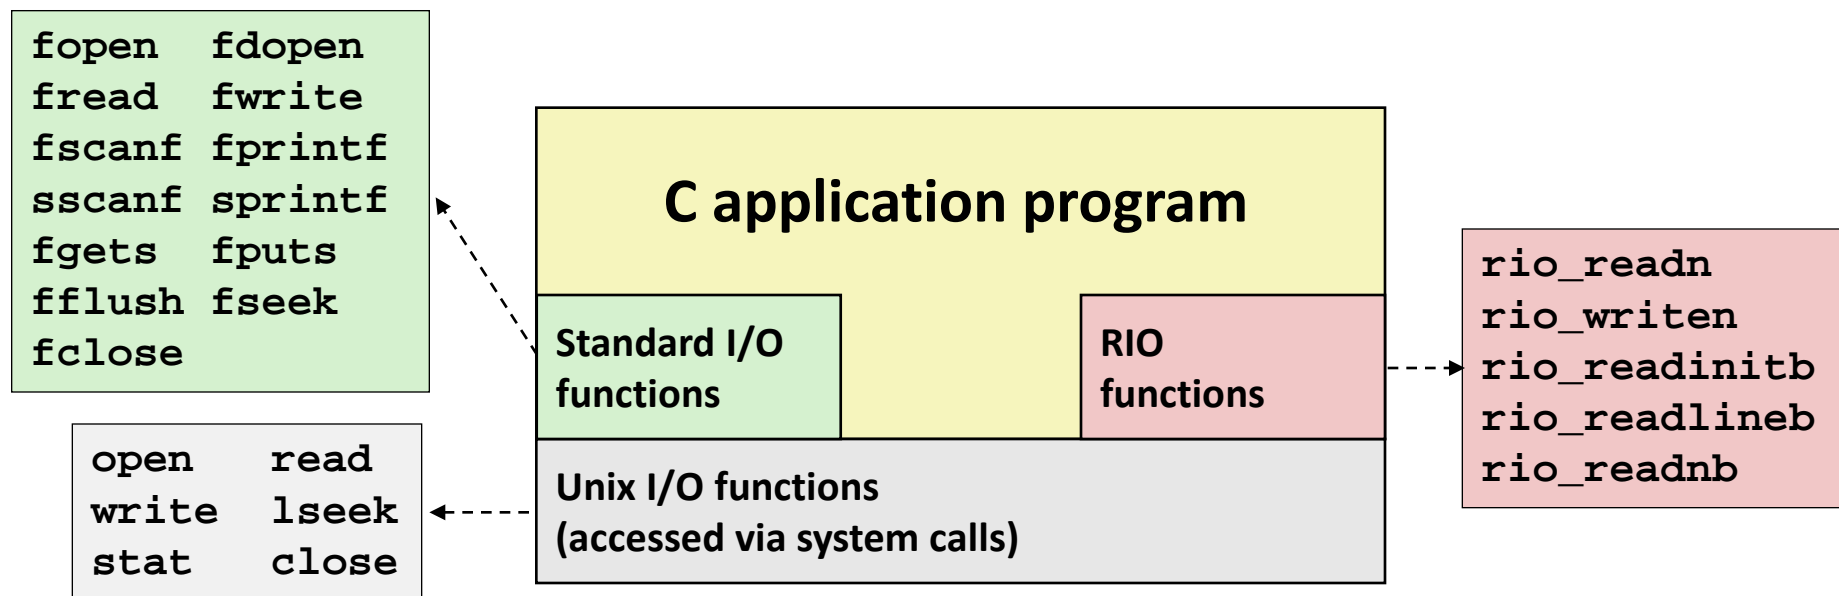 fopen fdopen
fread fwrite
fscanf fprintf
sscanf sprintf
fgets fputs
fflush fseek
fclose
open read
write lseek
stat close
C application program
Standard I/O
functions
RIO
functions
Unix I/O functions
(accessed via system calls)
rio_readn
rio_writen
rio_readinitb
rio_readlineb
rio_readnb